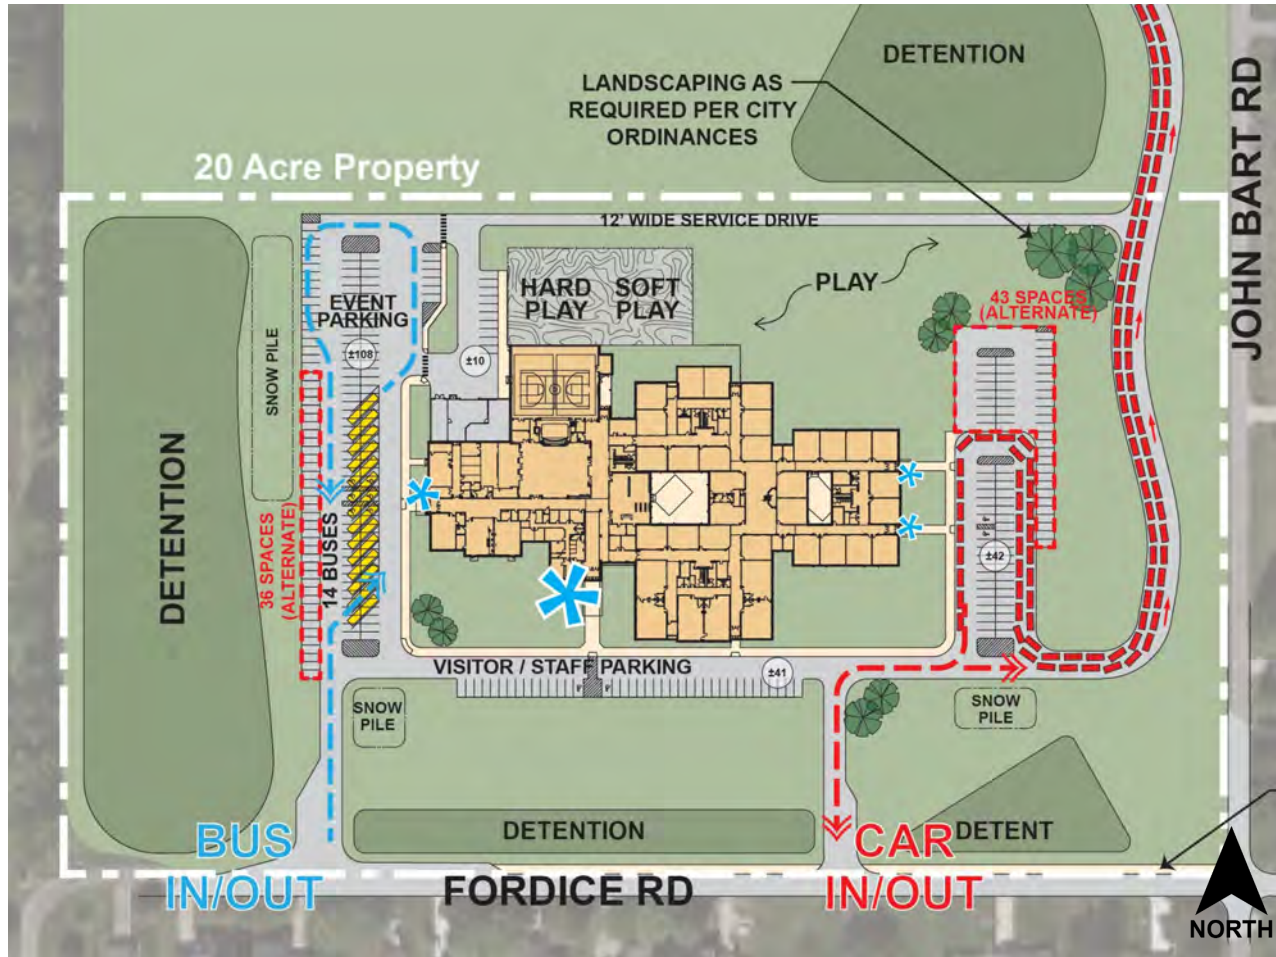 DETENTION
LANDSCAPING AS
REQUIRED PER CITY
ORDINANCES
JOHN BART RD
20 Acre Property
12' WIDE SERVICE DRIVE
HARD
PLAY
SOFT
PLAY
PLAY
EVENT
PARKING
±108
±10
43 SPACES
(ALTERNATE)
SNOW PILE
DETENTION
36 SPACES
(ALTERNATE)
14 BUSES
±42
VISITOR / STAFF PARKING
±41
SNOW
PILE
SNOW
PILE
DETENTION
DETENT
BUS
IN/OUT
FORDICE RD
CAR
IN/OUT
NORTH